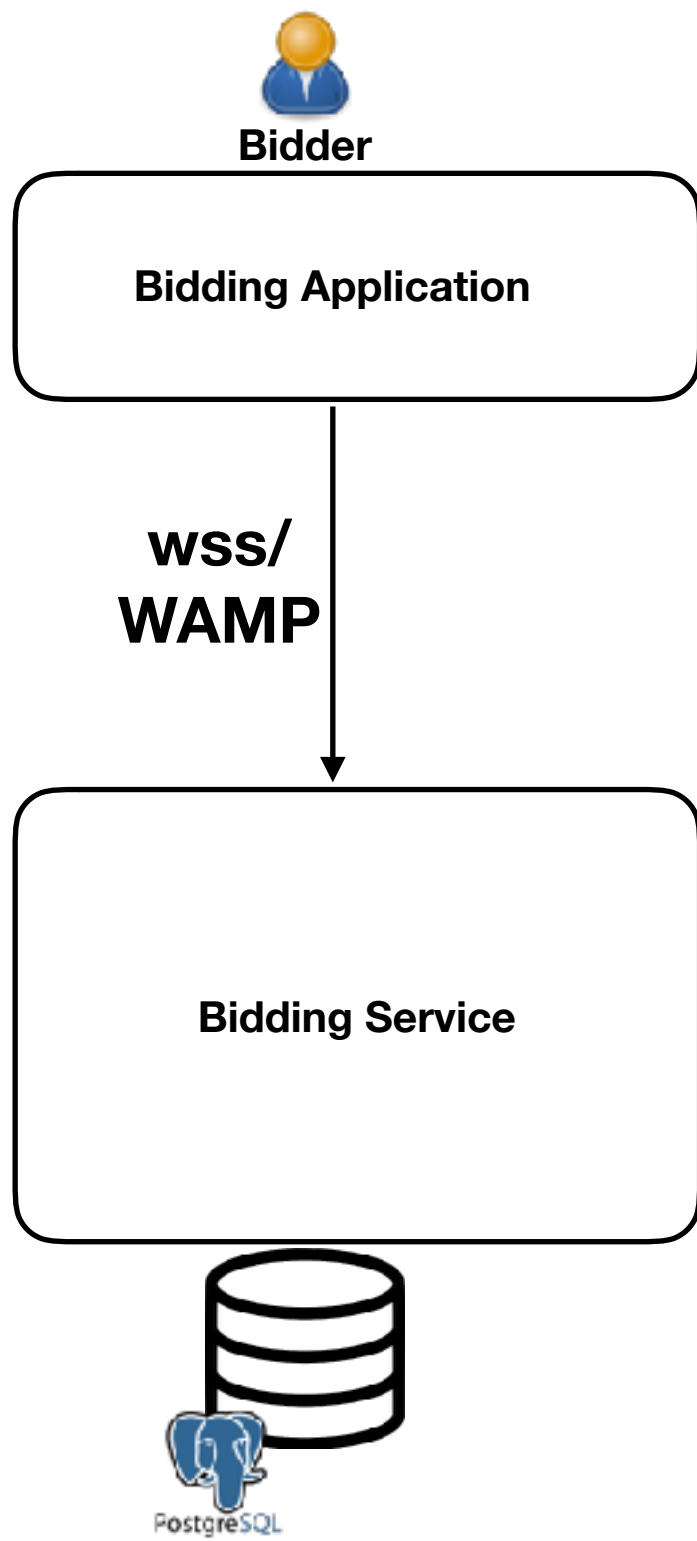 Bidder
Bidding Application
wss/
WAMP
Bidding Service
PostgreSQL